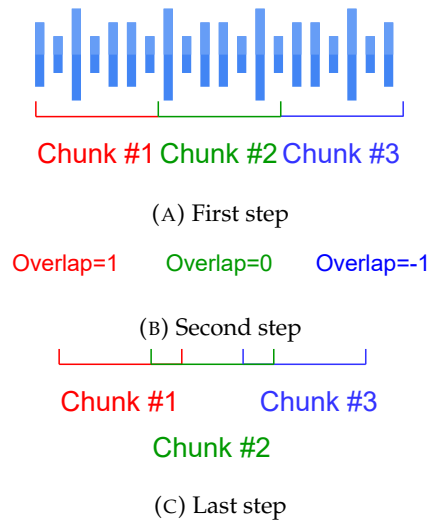 Chunk #1 Chunk #2 Chunk #3
(A) First step
Overlap=1 Overlap=0 Overlap=-1
(B) Second step
Chunk #1 Chunk #3
Chunk #2
(C) Last step